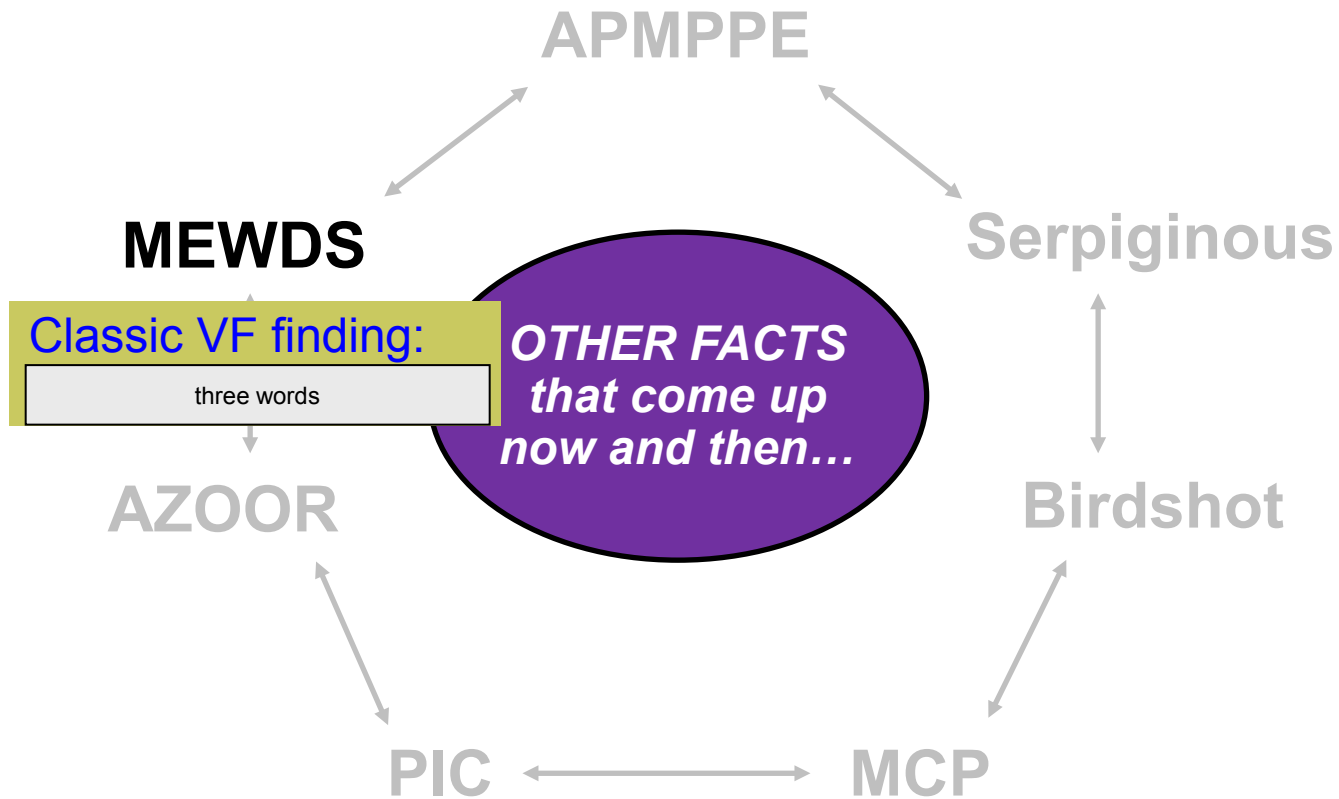 APMPPE
MEWDS
Serpiginous
Classic VF finding:
three words
OTHER FACTS
that come up
now and then…
AZOOR
Birdshot
PIC
MCP